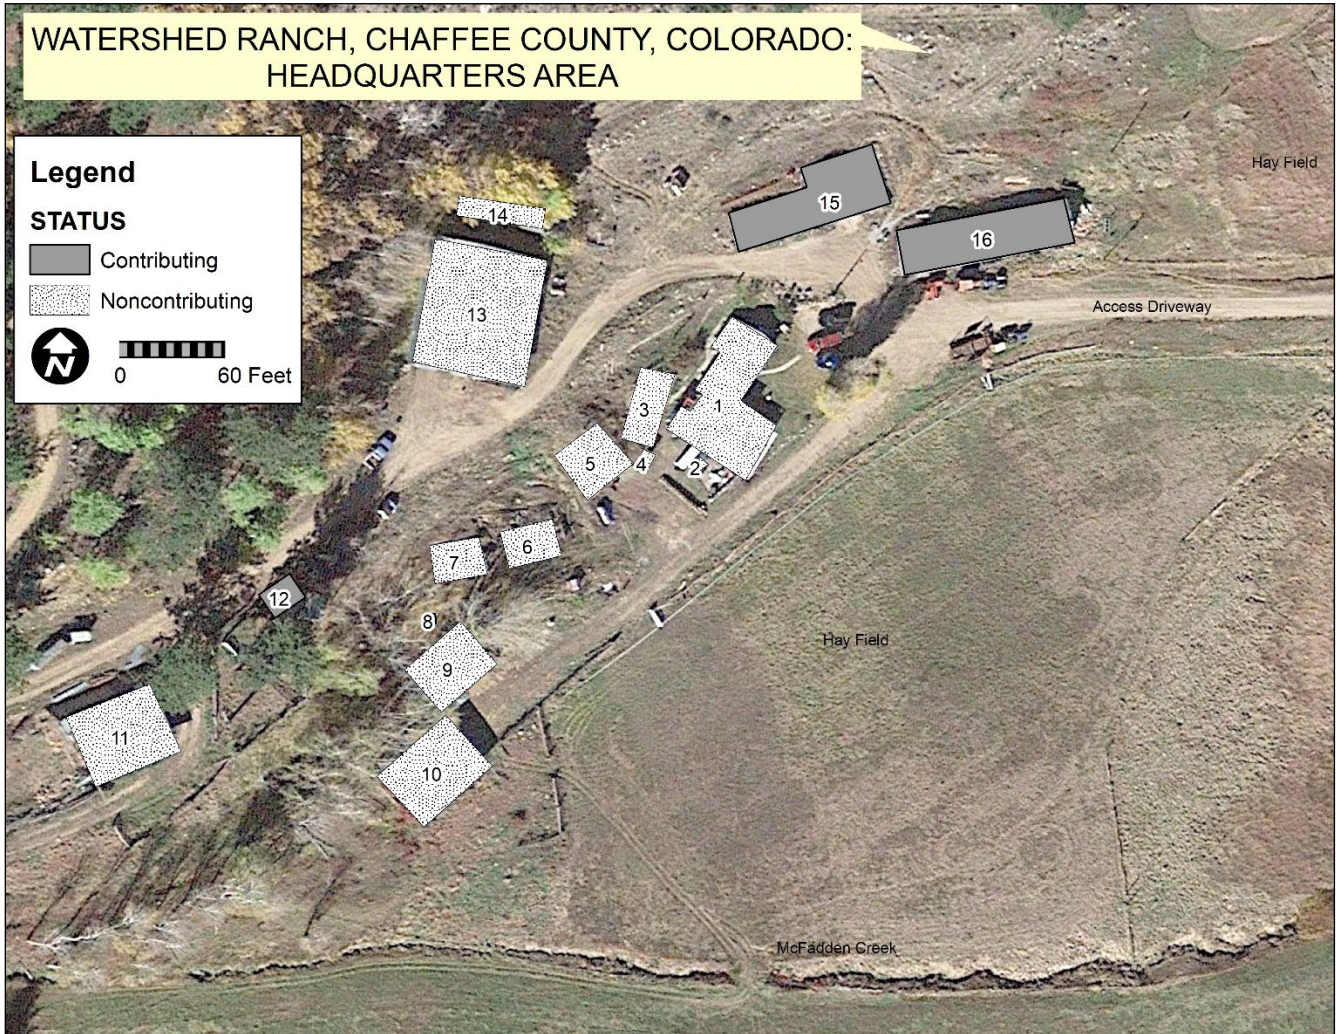 WATERSHED RANCH, CHAFFEE COUNTY, COLORADO:
HEADQUARTERS AREA
Legend
STATUS
Contributing
Noncontributing
N
0 60 Feet
Hay Field
14
15
16
13
Access Driveway
3
1
5
4
2
6
7
12
8
Hay Field
9
11
10
McFadden Creek